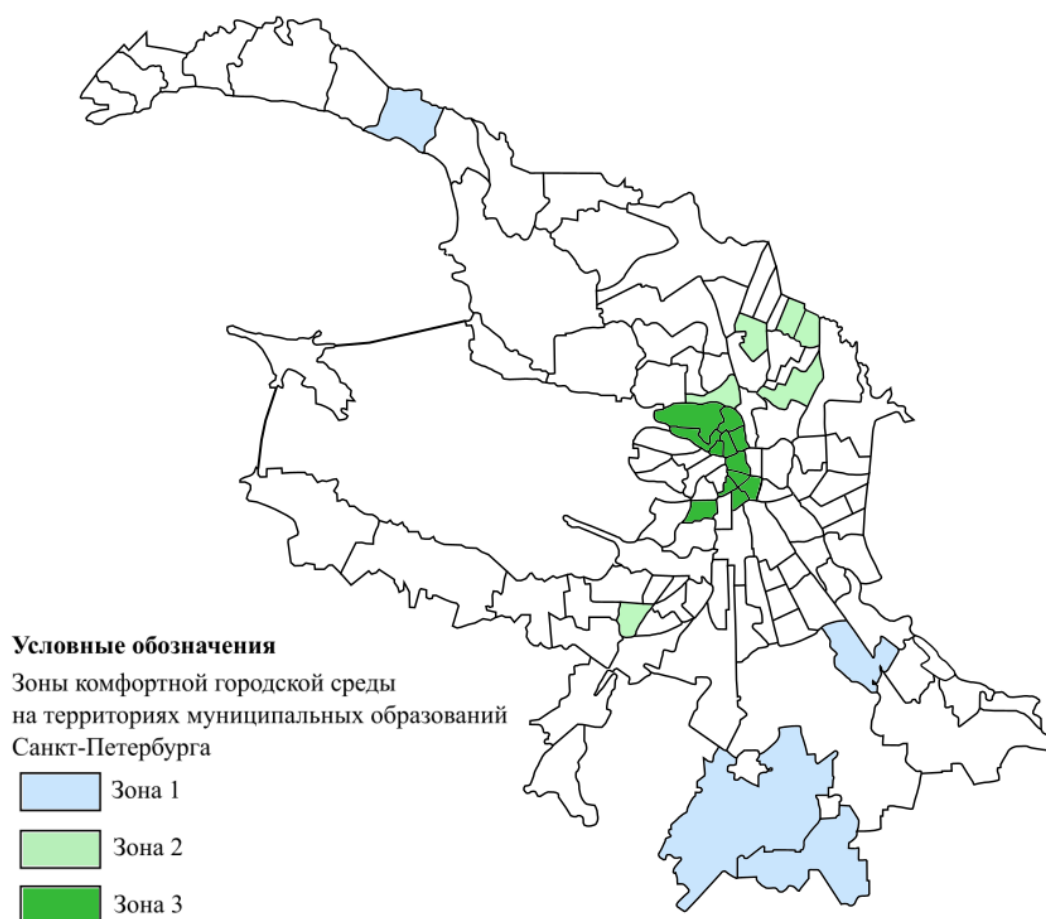 Условные обозначения
Зоны комфортной городской среды
на территориях муниципальных образований
Санкт-Петербурга
Зона 1
Зона 2
Зона 3